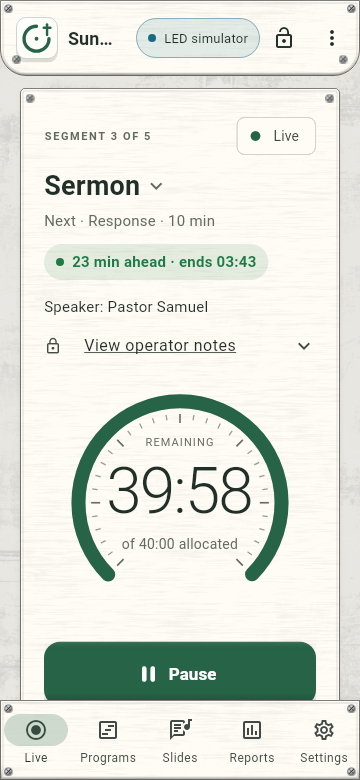 Sun...
LED simulator
SEGMENT 3 OF 5
Live
Sermon
Next · Response · 10 min
23 min ahead · ends 03:43
Speaker: Pastor Samuel
View operator notes
REMAINING
39:58
of 40:00 allocated
Pause
Live
Programs
Slides
Reports
Settings